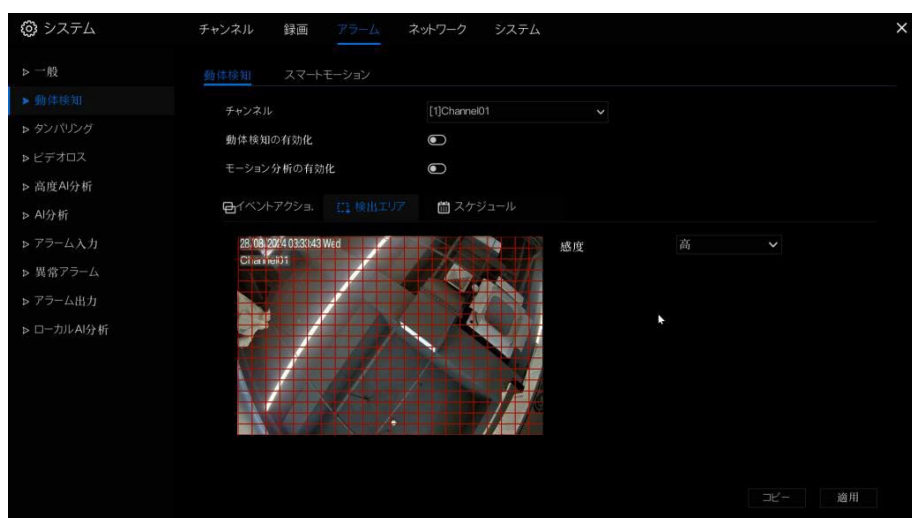 システム
チャンネル 録画 アラーム ネットワーク システム
一般
動体検知
タンパリング
ビデオロス
高度AI分析
AI分析
アラーム入力
異常アラーム
アラーム出力
ローカルAI分析
動体検知 スマートモーション
チャンネル [1]Channel01
動体検知の有効化
モーション分析の有効化
イベントアクショ. 検出エリア スケジュール
28/08/2024 03:33:43 Wed
Channel01
感度 高
コピー 適用